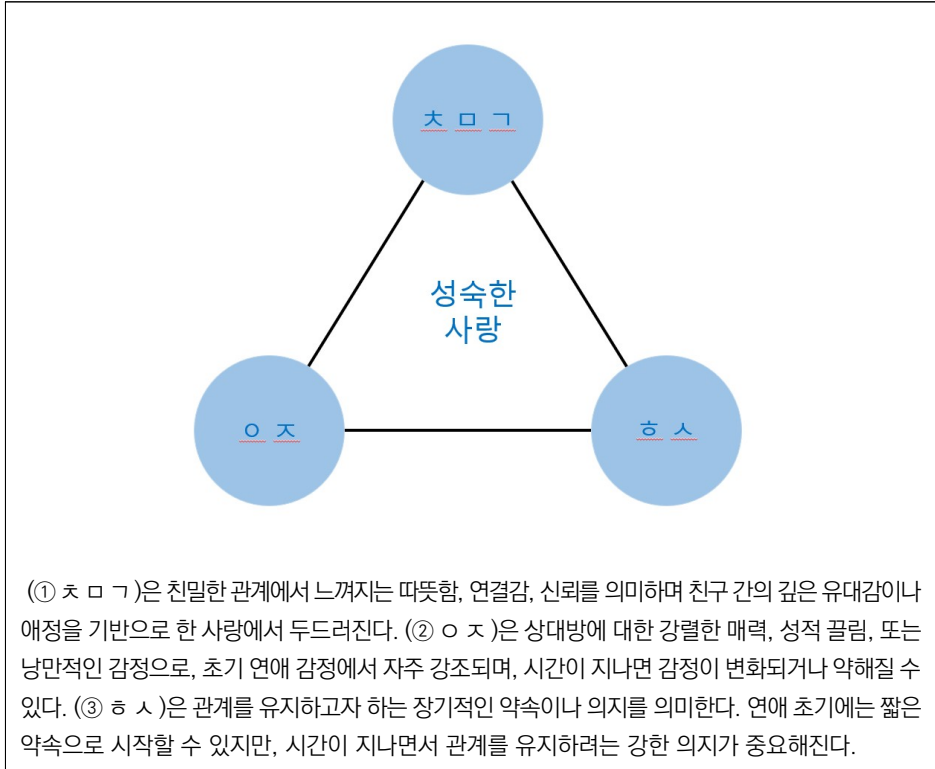 ㅊ ㅁ ㄱ
성숙한
사랑
ㅇ ㅈ
ㅎ ㅅ
(① ㅊ ㅁ ㄱ )은 친밀한 관계에서 느껴지는 따뜻함, 연결감, 신뢰를 의미하며 친구 간의 깊은 유대감이나
애정을 기반으로 한 사랑에서 두드러진다. (② ㅇ ㅈ )은 상대방에 대한 강렬한 매력, 성적 끌림, 또는
낭만적인 감정으로, 초기 연애 감정에서 자주 강조되며, 시간이 지나면 감정이 변화되거나 약해질 수
있다. (③ ㅎ ㅅ )은 관계를 유지하고자 하는 장기적인 약속이나 의지를 의미한다. 연애 초기에는 짧은
약속으로 시작할 수 있지만, 시간이 지나면서 관계를 유지하려는 강한 의지가 중요해진다.